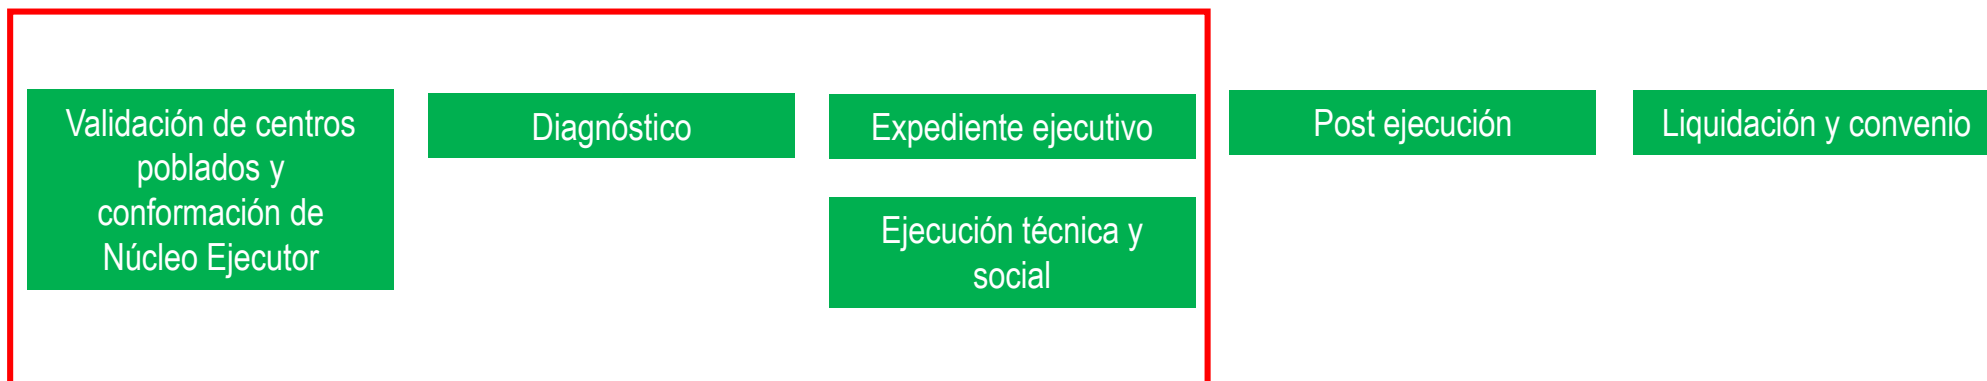 Validación de centros
poblados y
conformación de
Núcleo Ejecutor
Diagnóstico
Expediente ejecutivo
Ejecución técnica y
social
Post ejecución
Liquidación y convenio